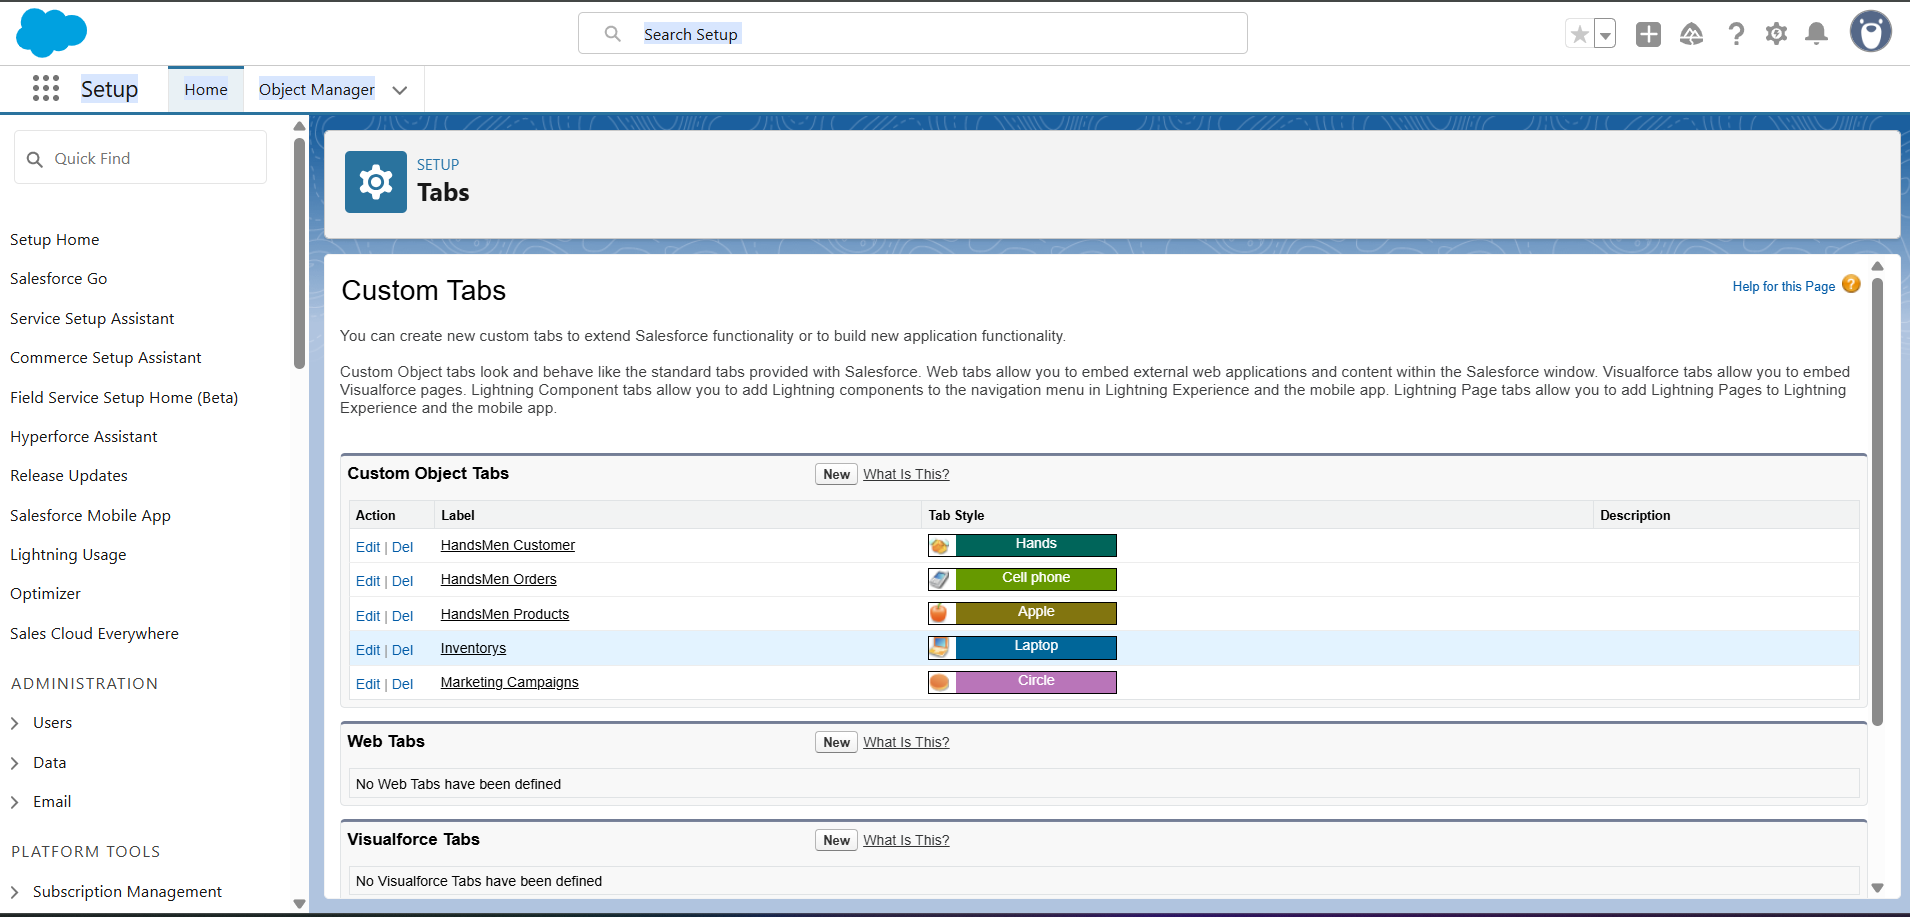 Search Setup
Setup
Home
Object Manager
Quick Find
Setup Home
Salesforce Go
Service Setup Assistant
Commerce Setup Assistant
Field Service Setup Home (Beta)
Hyperforce Assistant
Release Updates
Salesforce Mobile App
Lightning Usage
Optimizer
Sales Cloud Everywhere
ADMINISTRATION
Users
Data
Email
PLATFORM TOOLS
Subscription Management
SETUP
Tabs
Custom Tabs
Help for this Page ?
You can create new custom tabs to extend Salesforce functionality or to build new application functionality.
Custom Object tabs look and behave like the standard tabs provided with Salesforce. Web tabs allow you to embed external web applications and content within the Salesforce window. Visualforce tabs allow you to embed
Visualforce pages. Lightning Component tabs allow you to add Lightning components to the navigation menu in Lightning Experience and the mobile app. Lightning Page tabs allow you to add Lightning Pages to Lightning
Experience and the mobile app.
Custom Object Tabs New What Is This?
Action Label Tab Style Description
Edit | Del HandsMen Customer Hands
Edit | Del HandsMen Orders Cell phone
Edit | Del HandsMen Products Apple
Edit | Del Inventorys Laptop
Edit | Del Marketing Campaigns Circle
Web Tabs New What Is This?
No Web Tabs have been defined
Visualforce Tabs New What Is This?
No Visualforce Tabs have been defined